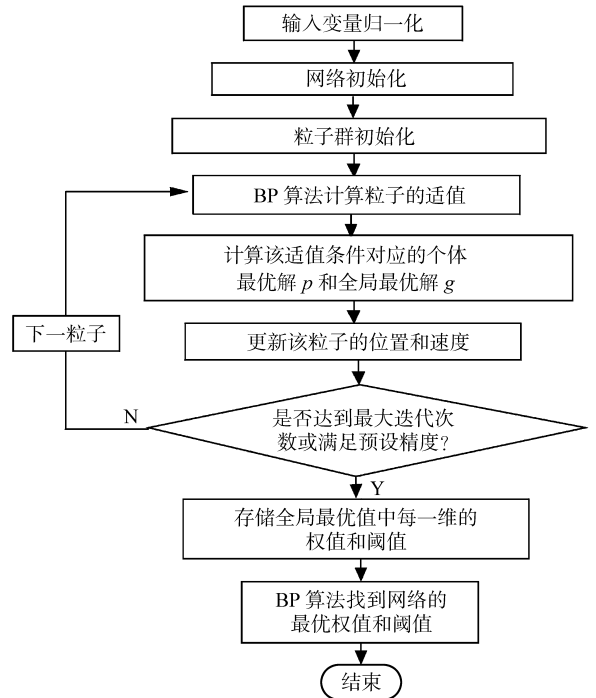 输入变量归一化
网络初始化
粒子群初始化
BP 算法计算粒子的适值
计算该适值条件对应的个体
最优解 p 和全局最优解 g
下一粒子
更新该粒子的位置和速度
N
是否达到最大迭代次
数或满足预设精度?
Y
存储全局最优值中每一维的
权值和阈值
BP 算法找到网络的
最优权值和阈值
结束